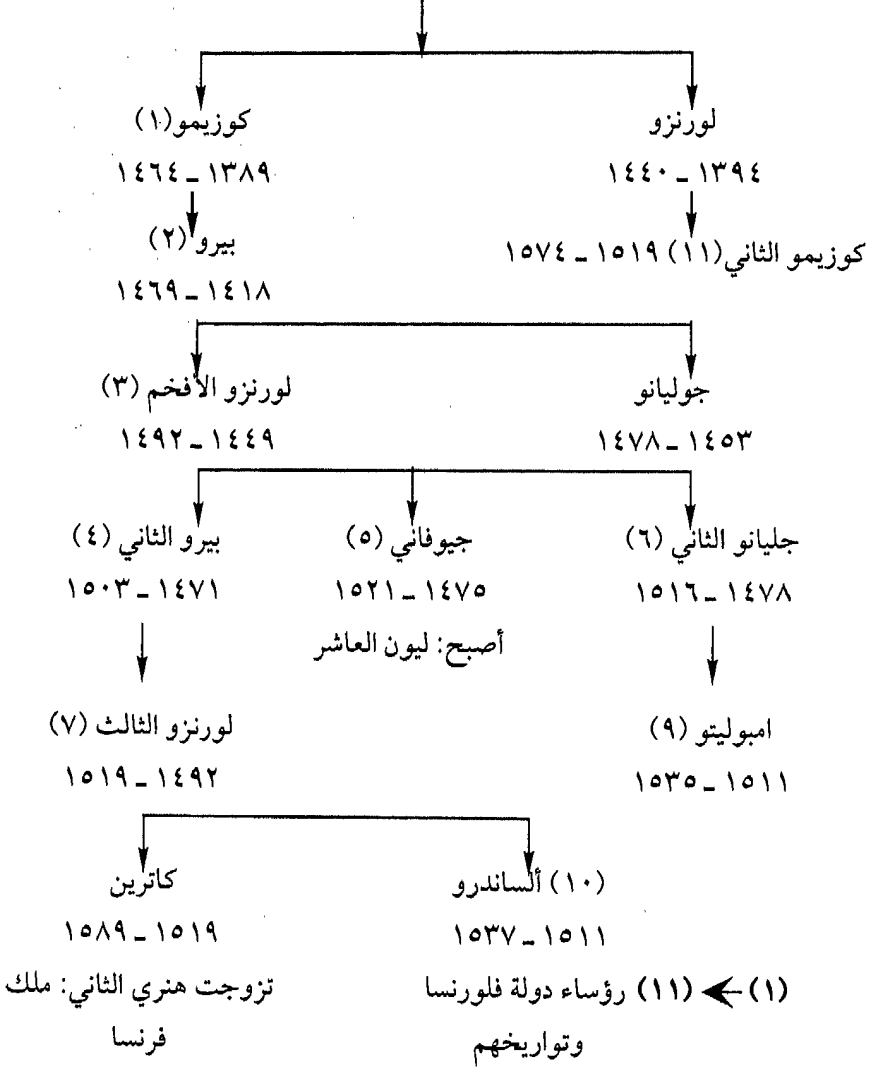 لورنزو
كوزيمو (١)
١٣٩٤ ـ ١٤٤٠
١٣٨٩ ـ ١٤٦٤
كوزيمو الثاني (١١) ١٥١٩ ـ ١٥٧٤
بيرو (٢)
١٤١٨ ـ ١٤٦٩
جوليانو
لورنزو الأفخم (٣)
١٤٥٣ ـ ١٤٧٨
١٤٤٩ ـ ١٤٩٢
جليانو الثاني (٦)
جيوفاني (٥)
بيرو الثاني (٤)
١٤٧٨ ـ ١٥١٦
١٤٧٥ ـ ١٥٢١
١٤٧١ ـ ١٥٠٣
أصبح: ليون العاشر
امبوليتو (٩)
لورنزو الثالث (٧)
١٥١١ ـ ١٥٣٥
١٤٩٢ ـ ١٥١٩
(١٠) ألساندرو
كاترين
١٥١١ ـ ١٥٣٧
١٥١٩ ـ ١٥٨٩
(١) ← (١١) رؤساء دولة فلورنسا
وتواريخهم
تزوجت هنري الثاني: ملك
فرنسا